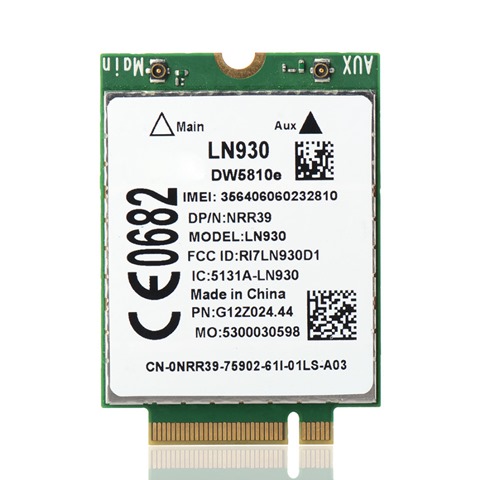 Main
AUX
Main
Aux
LN930
DW5810e
IMEI: 356406060232810
DP/N:NRR39
MODEL:LN930
FCC ID:RI7LN930D1
IC:5131A-LN930
Made in China
PN:G12Z024.44
MO:5300030598
CE0682
CN-0NRR39-75902-61I-01LS-A03